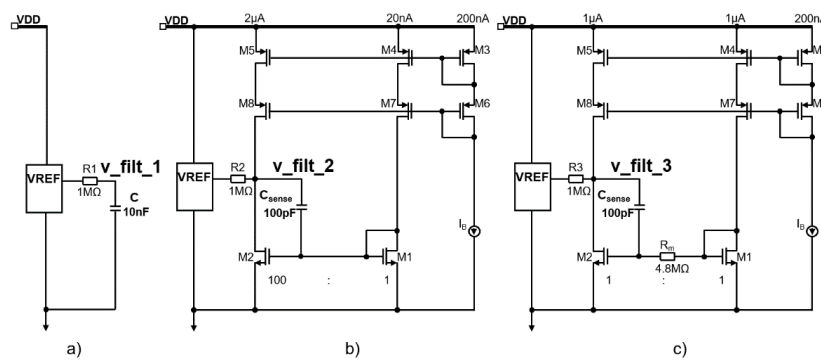 VDD
VREF
R1
1MΩ
v_filt_1
C
10nF
a)
VDD
2µA
20nA
200nA
M5
M4
M3
M8
M7
M6
VREF
R2
1MΩ
v_filt_2
Csense
100pF
IB
M2
M1
100 : 1
b)
VDD
1µA
1µA
200nA
M5
M4
M
M8
M7
M
VREF
R3
1MΩ
v_filt_3
Csense
100pF
IB
Rm
4.8MΩ
M2
M1
1 : 1
c)